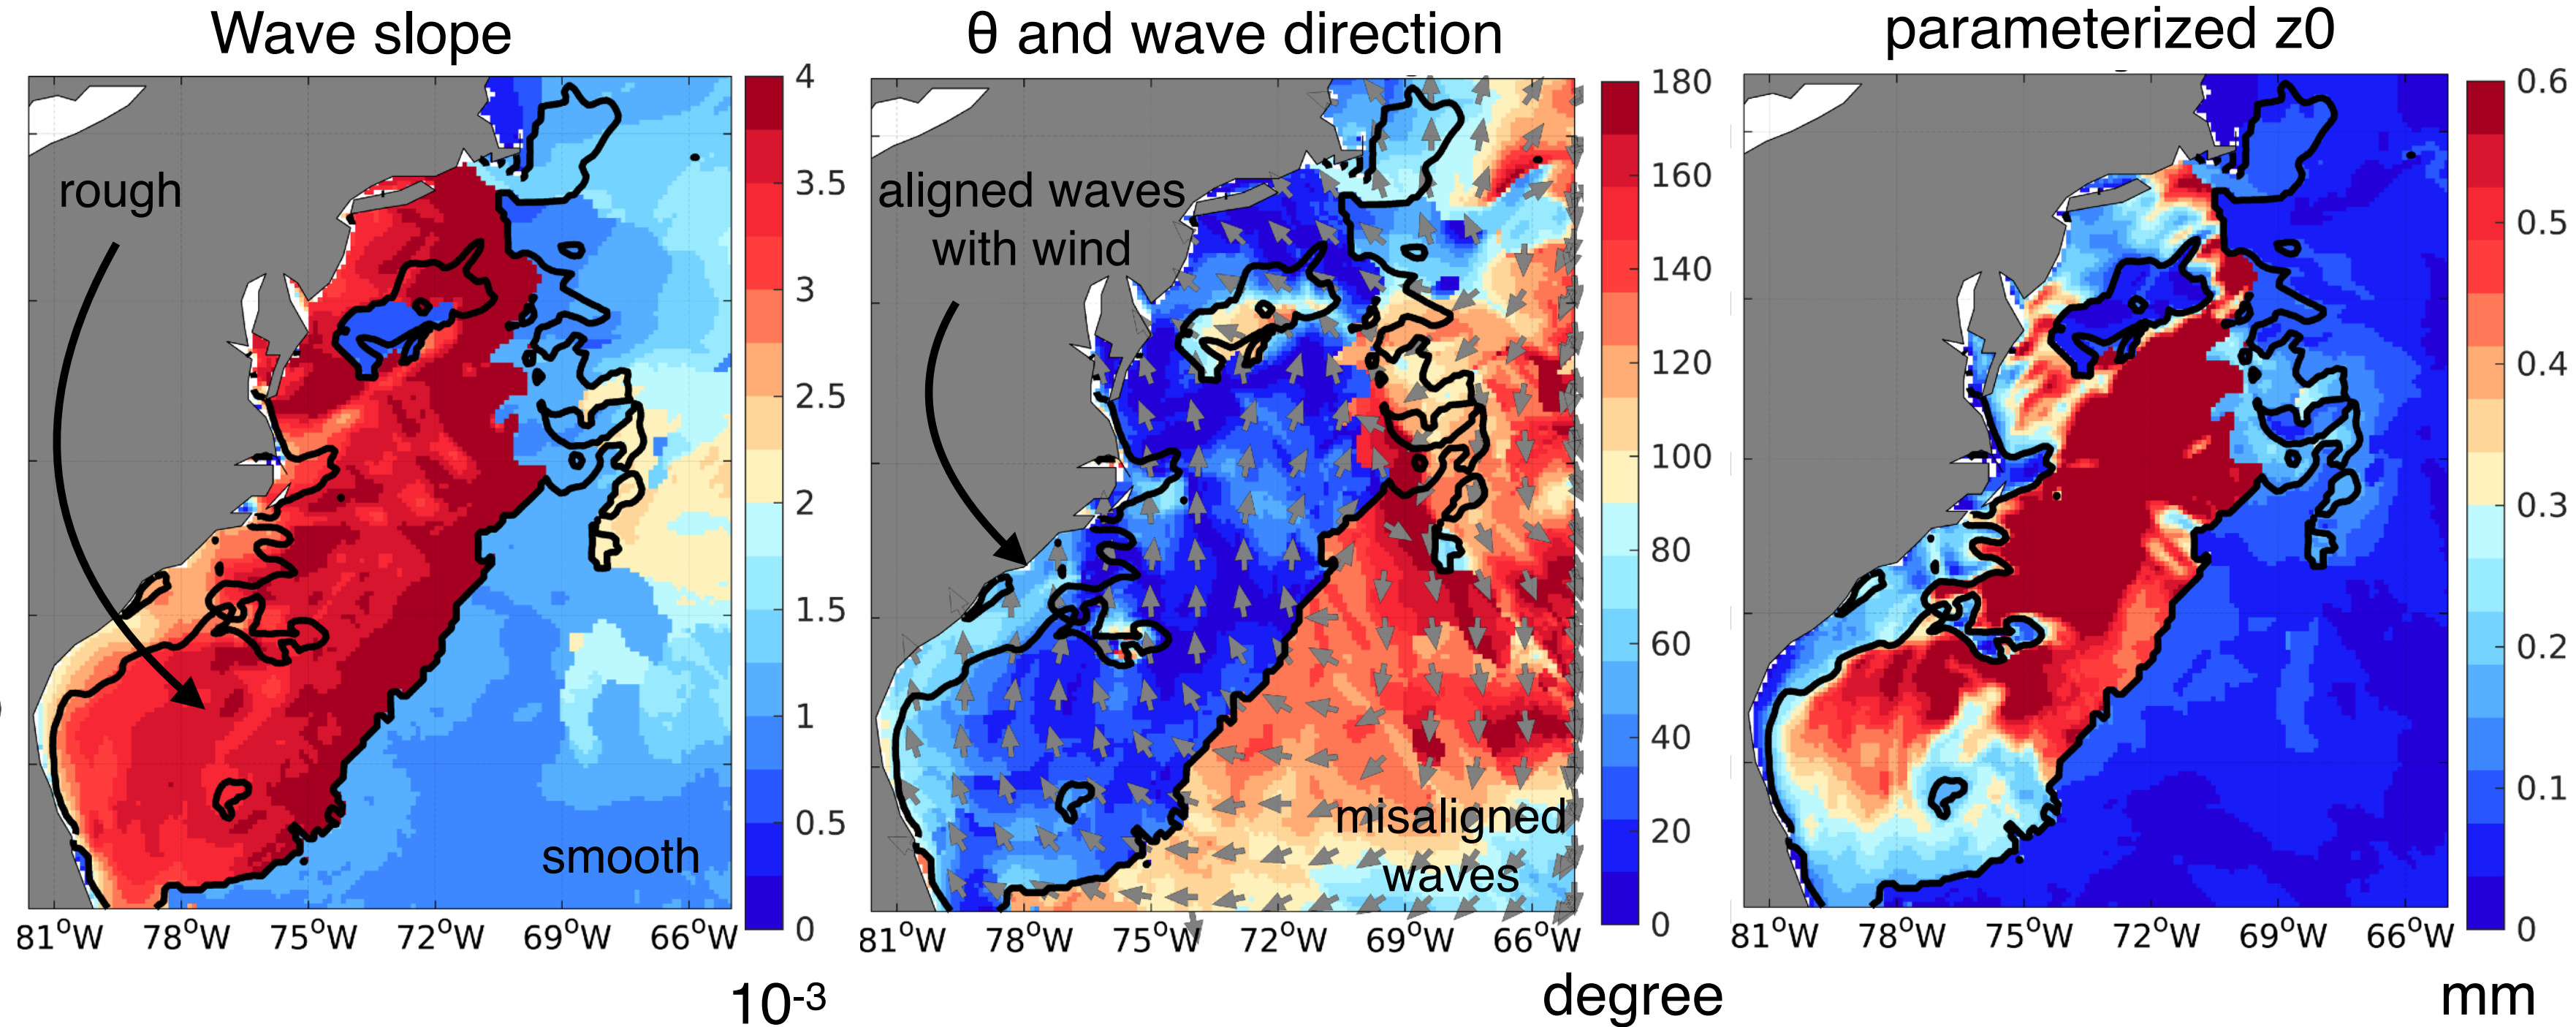 Wave slope
θ and wave direction
parameterized z0
rough
smooth
4
3.5
3
2.5
2
1.5
1
0.5
0
81°W 78°W 75°W 72°W 69°W 66°W
10-3
aligned waves
with wind
misaligned
waves
180
160
140
120
100
80
60
40
20
0
81°W 78°W 75°W 72°W 69°W 66°W
degree
0.6
0.5
0.4
0.3
0.2
0.1
0
81°W 78°W 75°W 72°W 69°W 66°W
mm